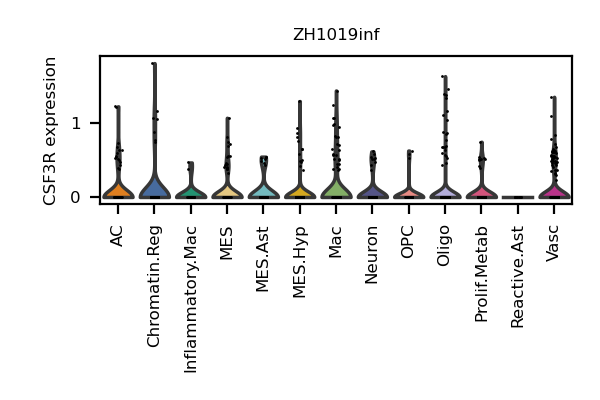 ZH1019inf
CSF3R expression
1
0
AC
Chromatin.Reg
Inflammatory.Mac
MES
MES.Ast
MES.Hyp
Mac
Neuron
OPC
Oligo
Prolif.Metab
Reactive.Ast
Vasc